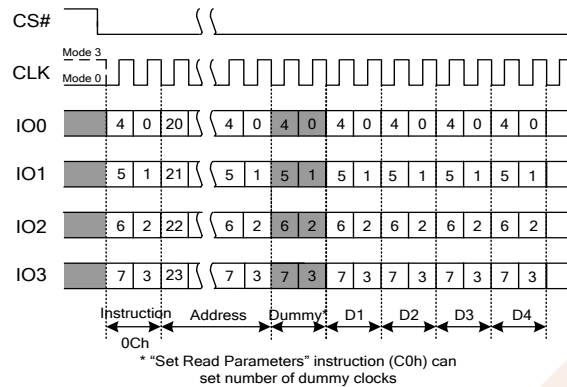 CS#
Mode 3
CLK
Mode 0
IO0 4 0 20 4 0 4 0 4 0 4 0 4 0 4 0
IO1 5 1 21 5 1 5 1 5 1 5 1 5 1 5 1
IO2 6 2 22 6 2 6 2 6 2 6 2 6 2 6 2
IO3 7 3 23 7 3 7 3 7 3 7 3 7 3 7 3
Instruction Address Dummy* D1 D2 D3 D4
0Ch
* “Set Read Parameters” instruction (C0h) can
set number of dummy clocks